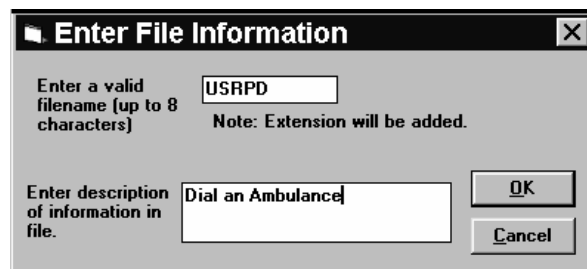 Enter File Information
Enter a valid
filename (up to 8
characters)
USRPD
Note: Extension will be added.
Enter description
of information in
file.
Dial an Ambulance
OK
Cancel